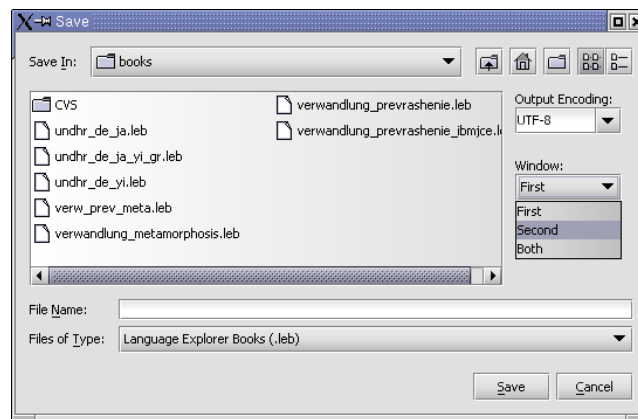 Save
Save In: books
CVS
undhr_de_ja.leb
undhr_de_ja_yi_gr.leb
undhr_de_yi.leb
verw_prev_meta.leb
verwandlung_metamorphosis.leb
verwandlung_prevrashenie.leb
verwandlung_prevrashenie_ibmjce.l
Output Encoding:
UTF-8
Window:
First
First
Second
Both
File Name:
Files of Type: Language Explorer Books (.leb)
Save Cancel